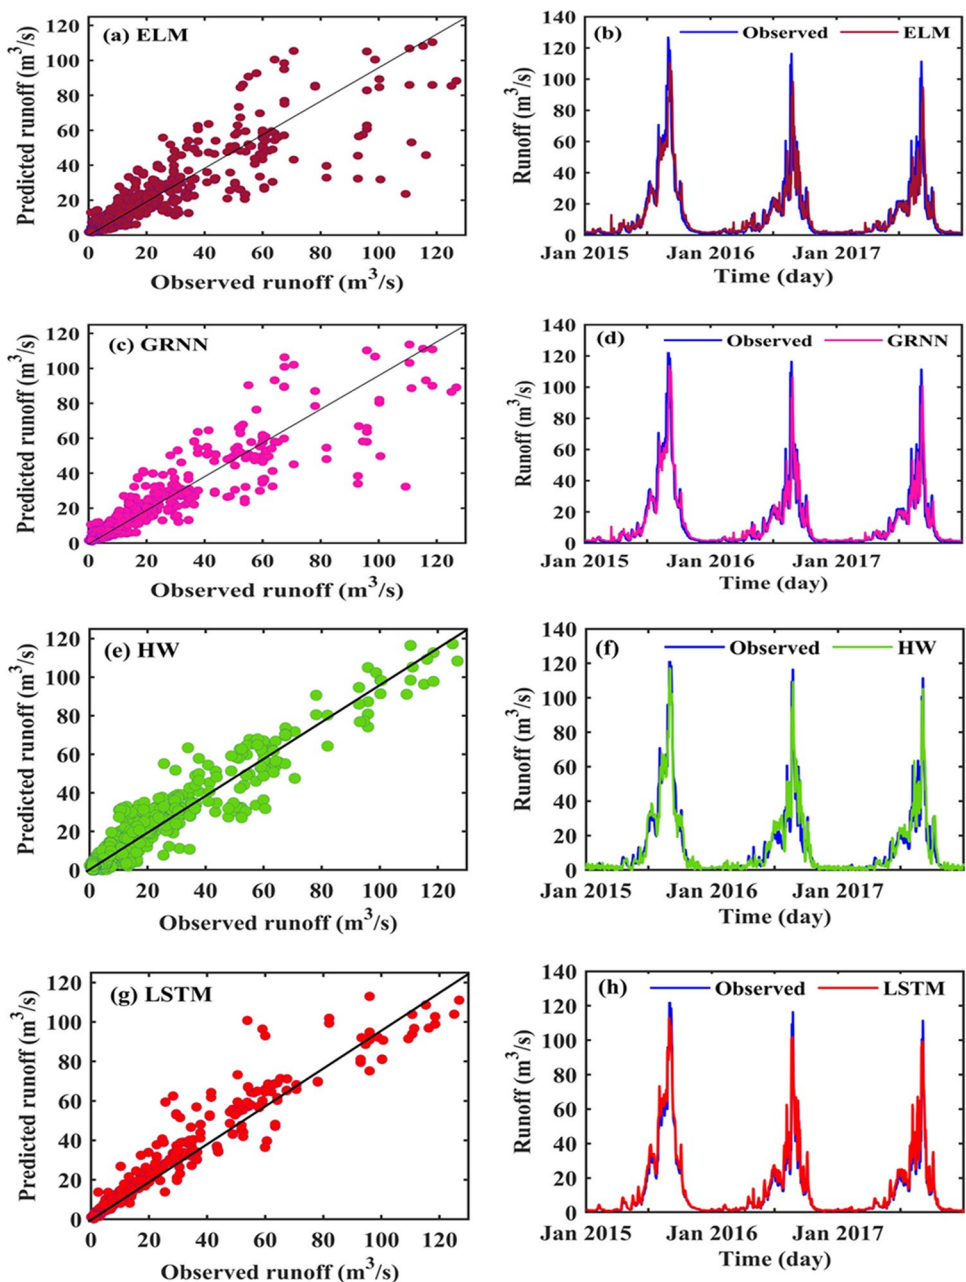 (a) ELM
Predicted runoff (m³/s)
120
100
80
60
40
20
0
0 20 40 60 80 100 120
Observed runoff (m³/s)
(b) Observed ELM
Runoff (m³/s)
140
120
100
80
60
40
20
0
Jan 2015 Jan 2016 Jan 2017
Time (day)
(c) GRNN
Predicted runoff (m³/s)
120
100
80
60
40
20
0
0 20 40 60 80 100 120
Observed runoff (m³/s)
(d) Observed GRNN
Runoff (m³/s)
140
120
100
80
60
40
20
0
Jan 2015 Jan 2016 Jan 2017
Time (day)
(e) HW
Predicted runoff (m³/s)
120
100
80
60
40
20
0
0 20 40 60 80 100 120
Observed runoff (m³/s)
(f) Observed HW
Runoff (m³/s)
140
120
100
80
60
40
20
0
Jan 2015 Jan 2016 Jan 2017
Time (day)
(g) LSTM
Predicted runoff (m³/s)
120
100
80
60
40
20
0
0 20 40 60 80 100 120
Observed runoff (m³/s)
(h) Observed LSTM
Runoff (m³/s)
140
120
100
80
60
40
20
0
Jan 2015 Jan 2016 Jan 2017
Time (day)